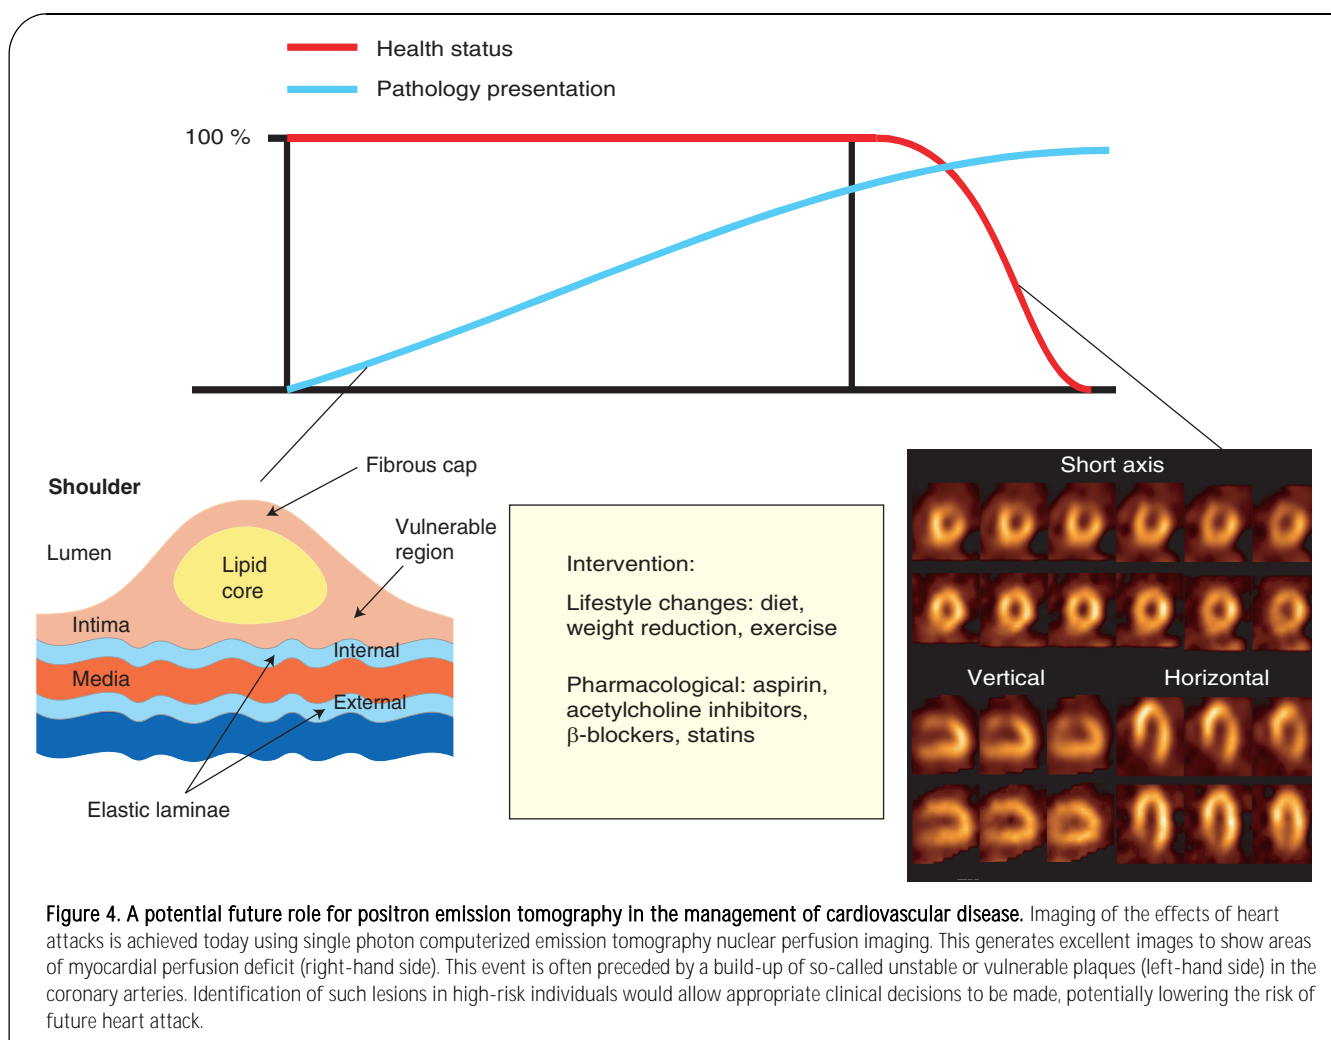 Health status
Pathology presentation
100 %
Shoulder
Fibrous cap
Lumen
Vulnerable
region
Lipid
core
Intima
Internal
Media
External
Elastic laminae
Intervention:
Lifestyle changes: diet,
weight reduction, exercise
Pharmacological: aspirin,
acetylcholine inhibitors,
β-blockers, statins
Short axis
Vertical
Horizontal
Figure 4. A potential future role for positron emission tomography in the management of cardiovascular disease. Imaging of the effects of heart
attacks is achieved today using single photon computerized emission tomography nuclear perfusion imaging. This generates excellent images to show areas
of myocardial perfusion deficit (right-hand side). This event is often preceded by a build-up of so-called unstable or vulnerable plaques (left-hand side) in the
coronary arteries. Identification of such lesions in high-risk individuals would allow appropriate clinical decisions to be made, potentially lowering the risk of
future heart attack.